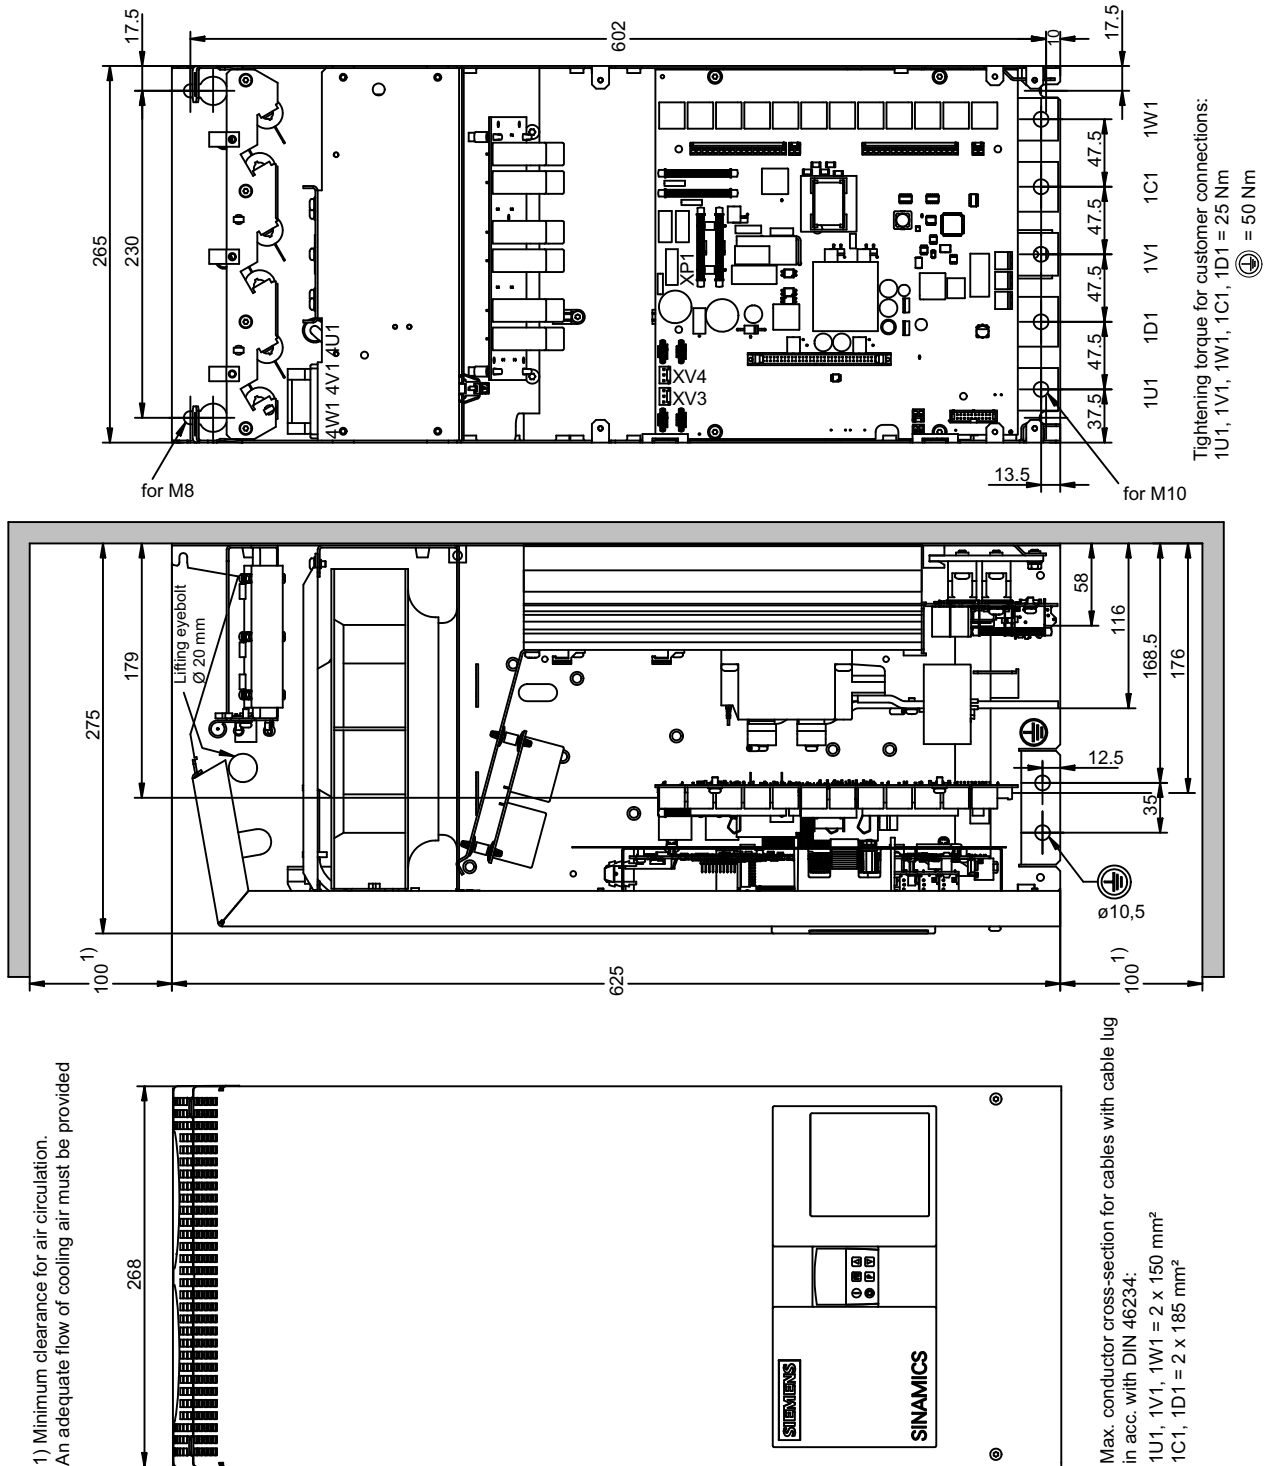 17.5
602
10
17.5
265
230
4W1 4V1 4U1
XP1
XV4
XV3
47.5
47.5
47.5
47.5
37.5
13.5
1W1
1C1
1V1
1D1
1U1
for M8
for M10
Tightening torque for customer connections:
1U1, 1V1, 1W1, 1C1, 1D1 = 25 Nm
= 50 Nm
275
179
Lifting eyebolt
Ø 20 mm
58
116
168.5
176
12.5
35
ø10,5
100 1)
625
100 1)
1) Minimum clearance for air circulation.
An adequate flow of cooling air must be provided
268
SIEMENS
SINAMICS
Max. conductor cross-section for cables with cable lug
in acc. with DIN 46234:
1U1, 1V1, 1W1 = 2 x 150 mm²
1C1, 1D1 = 2 x 185 mm²